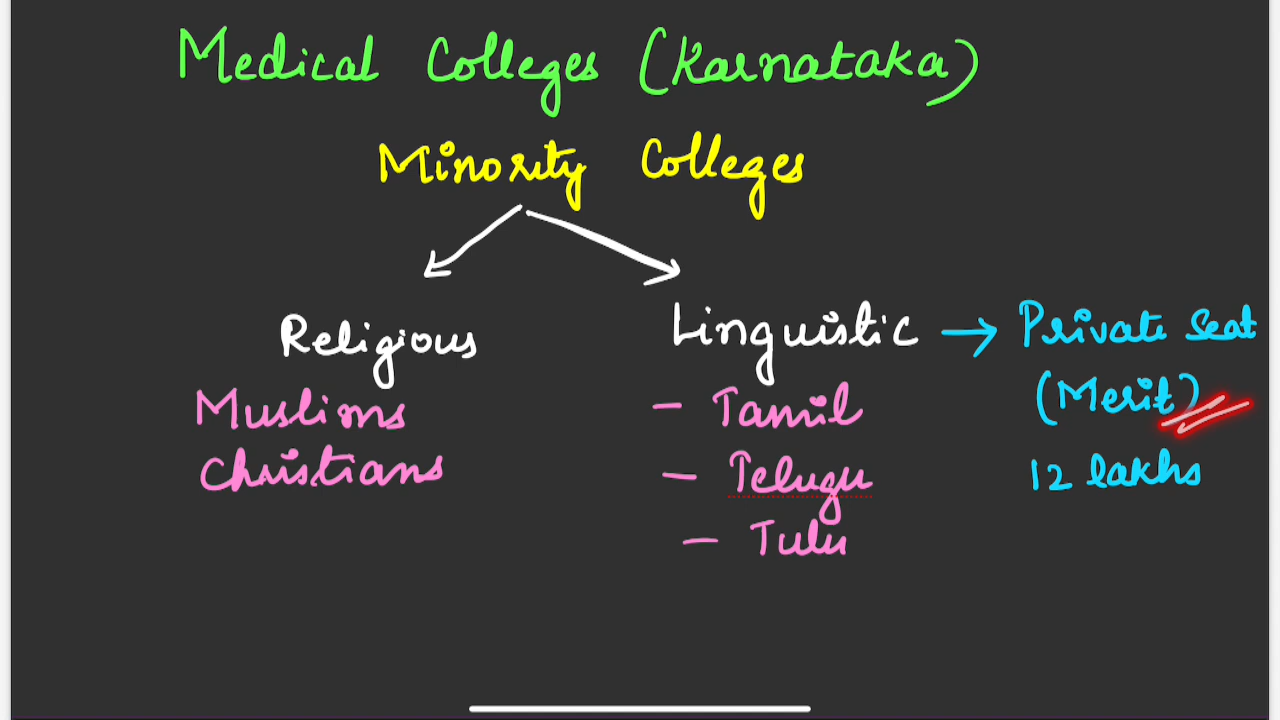 Medical Colleges (Karnataka)
Minority Colleges
Religious
Muslims
Christians
Linguistic → Private Seat
(Merit)
12 lakhs
- Tamil
- Telugu
- Tulu